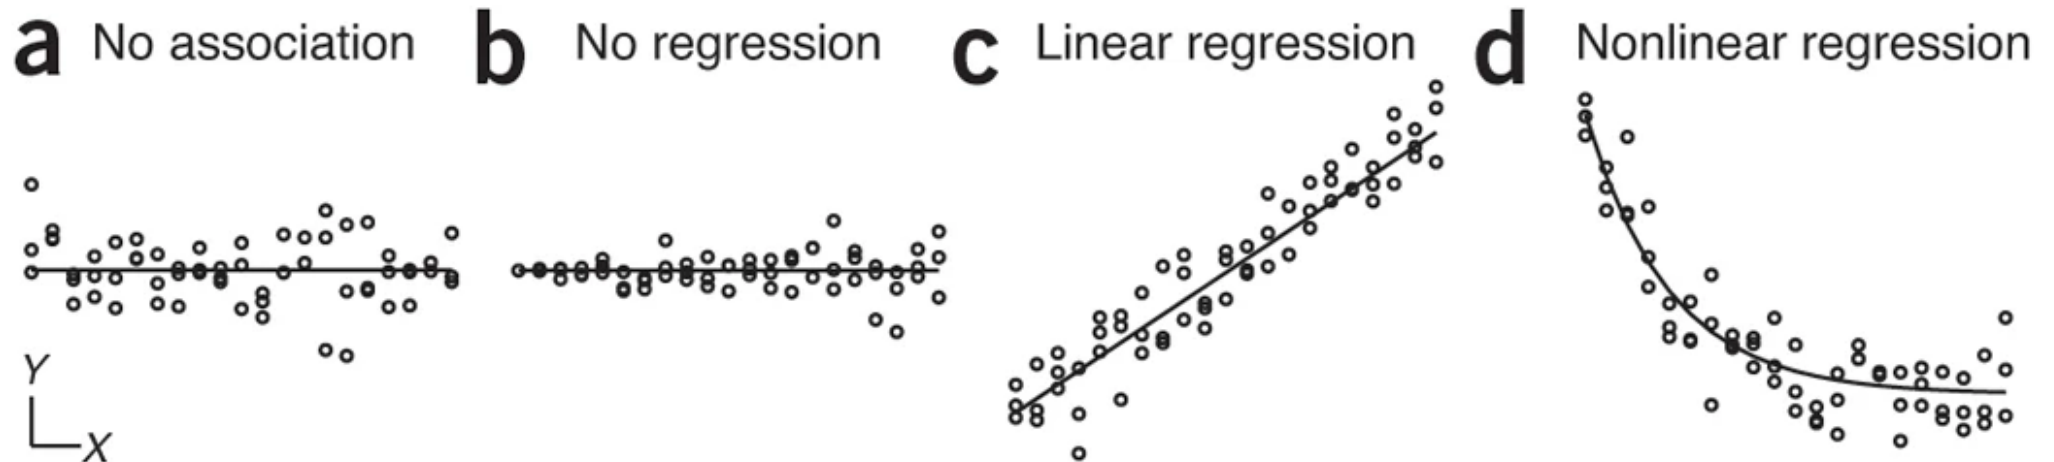 a No association
b No regression
c Linear regression
d Nonlinear regression
Y
X